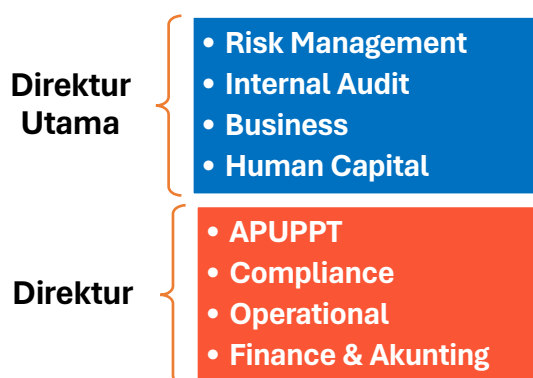 Direktur
Utama
• Risk Management
• Internal Audit
• Business
• Human Capital
Direktur
• APUPPT
• Compliance
• Operational
• Finance & Akunting